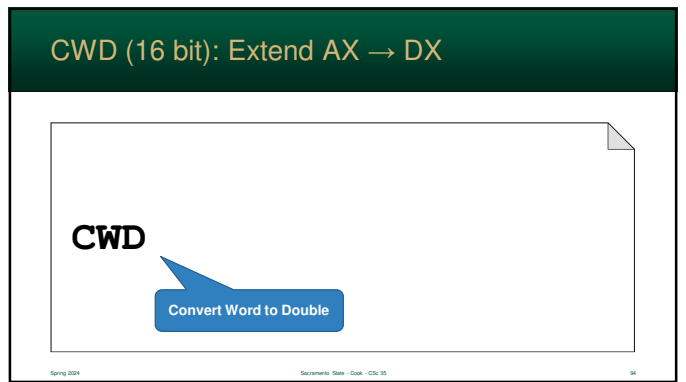 CWD (16 bit): Extend AX → DX
CWD
Convert Word to Double
Spring 2024
Sacramento State - Cook - CSc 35
94